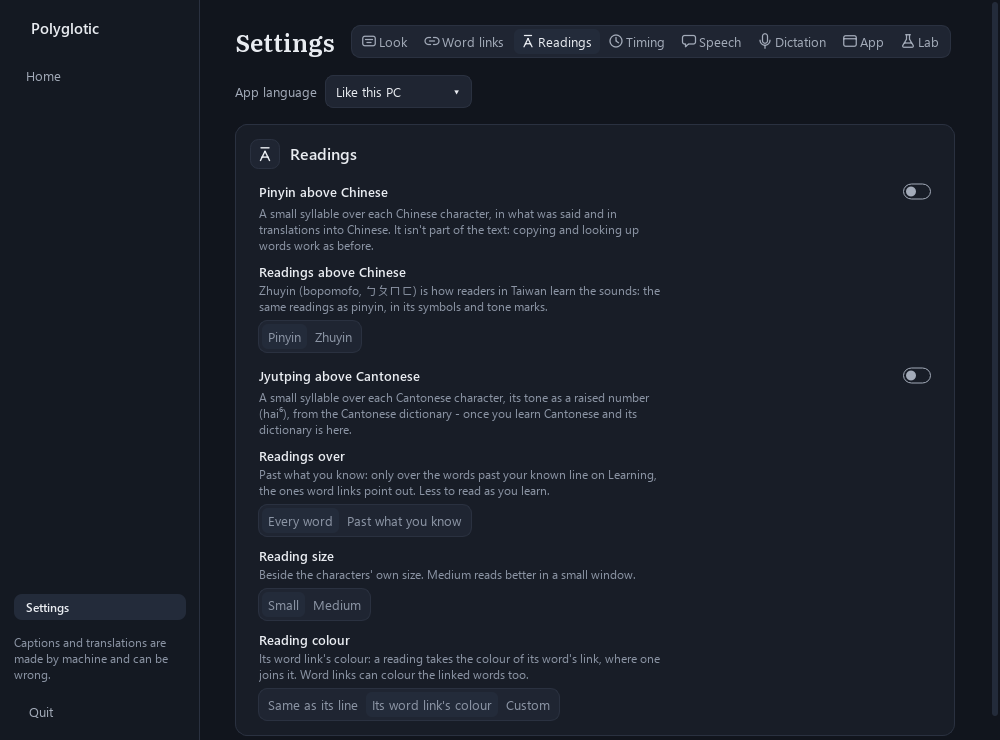 Polyglotic
Home
Settings
Captions and translations are
made by machine and can be
wrong.
Quit
Settings
Look
Word links
Readings
Timing
Speech
Dictation
App
Lab
App language
Like this PC
Readings
Pinyin above Chinese
A small syllable over each Chinese character, in what was said and in
translations into Chinese. It isn't part of the text: copying and looking up
words work as before.
Readings above Chinese
Zhuyin (bopomofo, ㄅㄆㄇㄈ) is how readers in Taiwan learn the sounds: the
same readings as pinyin, in its symbols and tone marks.
Pinyin Zhuyin
Jyutping above Cantonese
A small syllable over each Cantonese character, its tone as a raised number
(hai⁶), from the Cantonese dictionary - once you learn Cantonese and its
dictionary is here.
Readings over
Past what you know: only over the words past your known line on Learning,
the ones word links point out. Less to read as you learn.
Every word Past what you know
Reading size
Beside the characters' own size. Medium reads better in a small window.
Small Medium
Reading colour
Its word link's colour: a reading takes the colour of its word's link, where one
joins it. Word links can colour the linked words too.
Same as its line Its word link's colour Custom